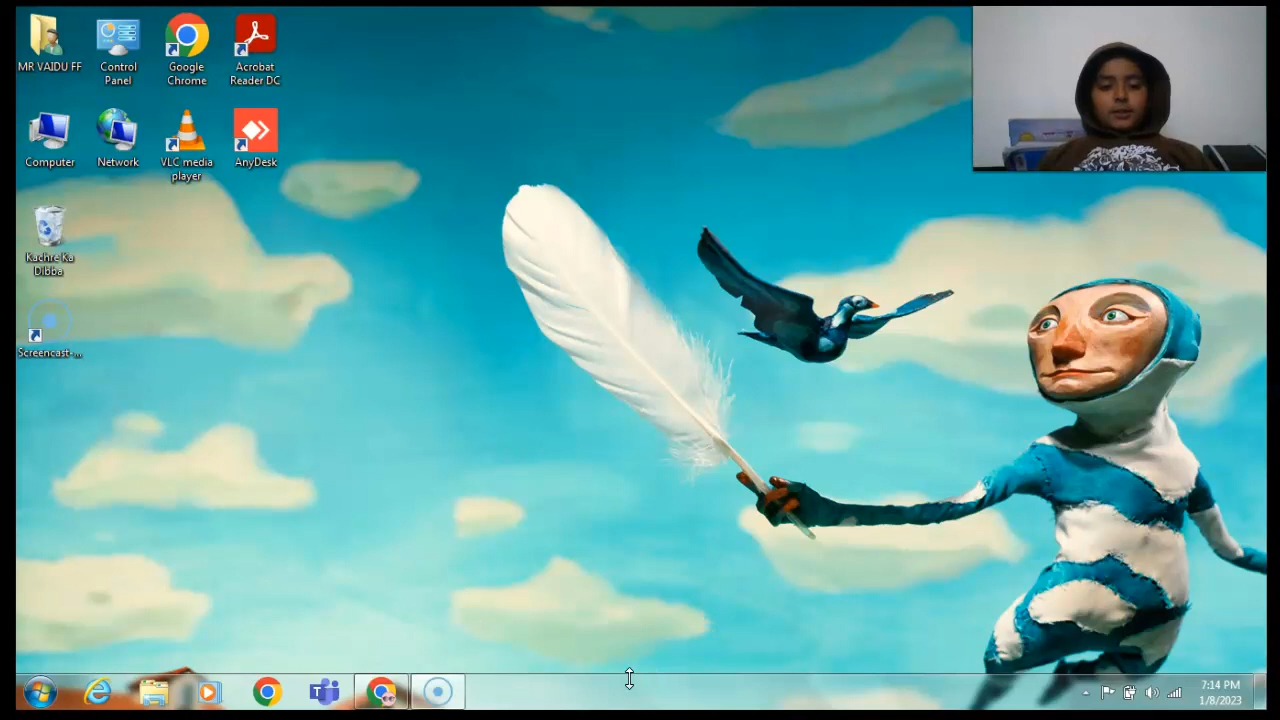 MR VAIDU FF
Control
Panel
Google
Chrome
Acrobat
Reader DC
Computer
Network
VLC media
player
AnyDesk
Kachre Ka
Dibba
Screencast-...
7:14 PM
1/8/2023